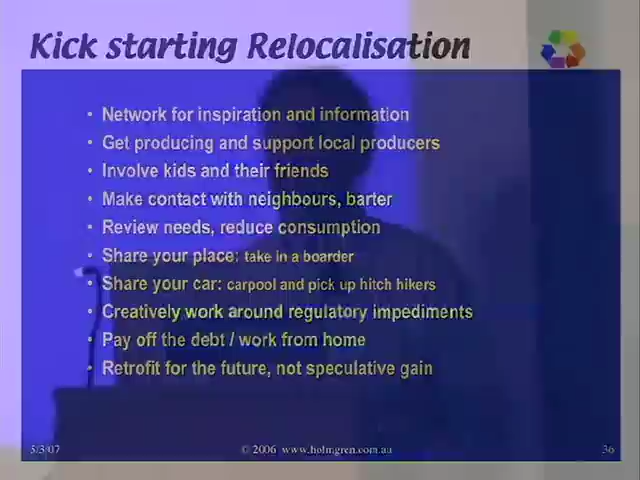 Kick starting Relocalisation
• Network for inspiration and information
• Get producing and support local producers
• Involve kids and their friends
• Make contact with neighbours, barter
• Review needs, reduce consumption
• Share your place: take in a boarder
• Share your car: carpool and pick up hitch hikers
• Creatively work around regulatory impediments
• Pay off the debt / work from home
• Retrofit for the future, not speculative gain
5/3/07 © 2006 www.holmgren.com.au 36